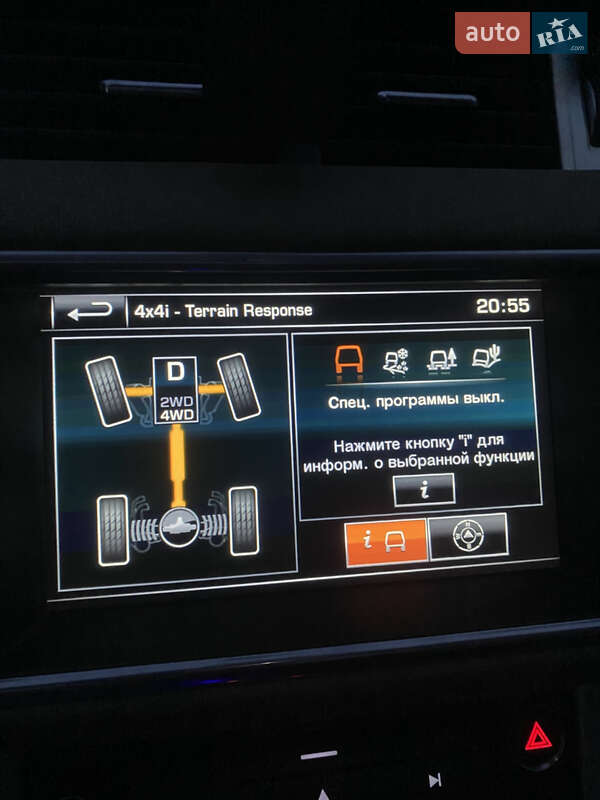 auto RIA
.com
4x4i - Terrain Response
20:55
D
2WD
4WD
Спец. программы выкл.
Нажмите кнопку "i" для
информ. о выбранной функции
i
i